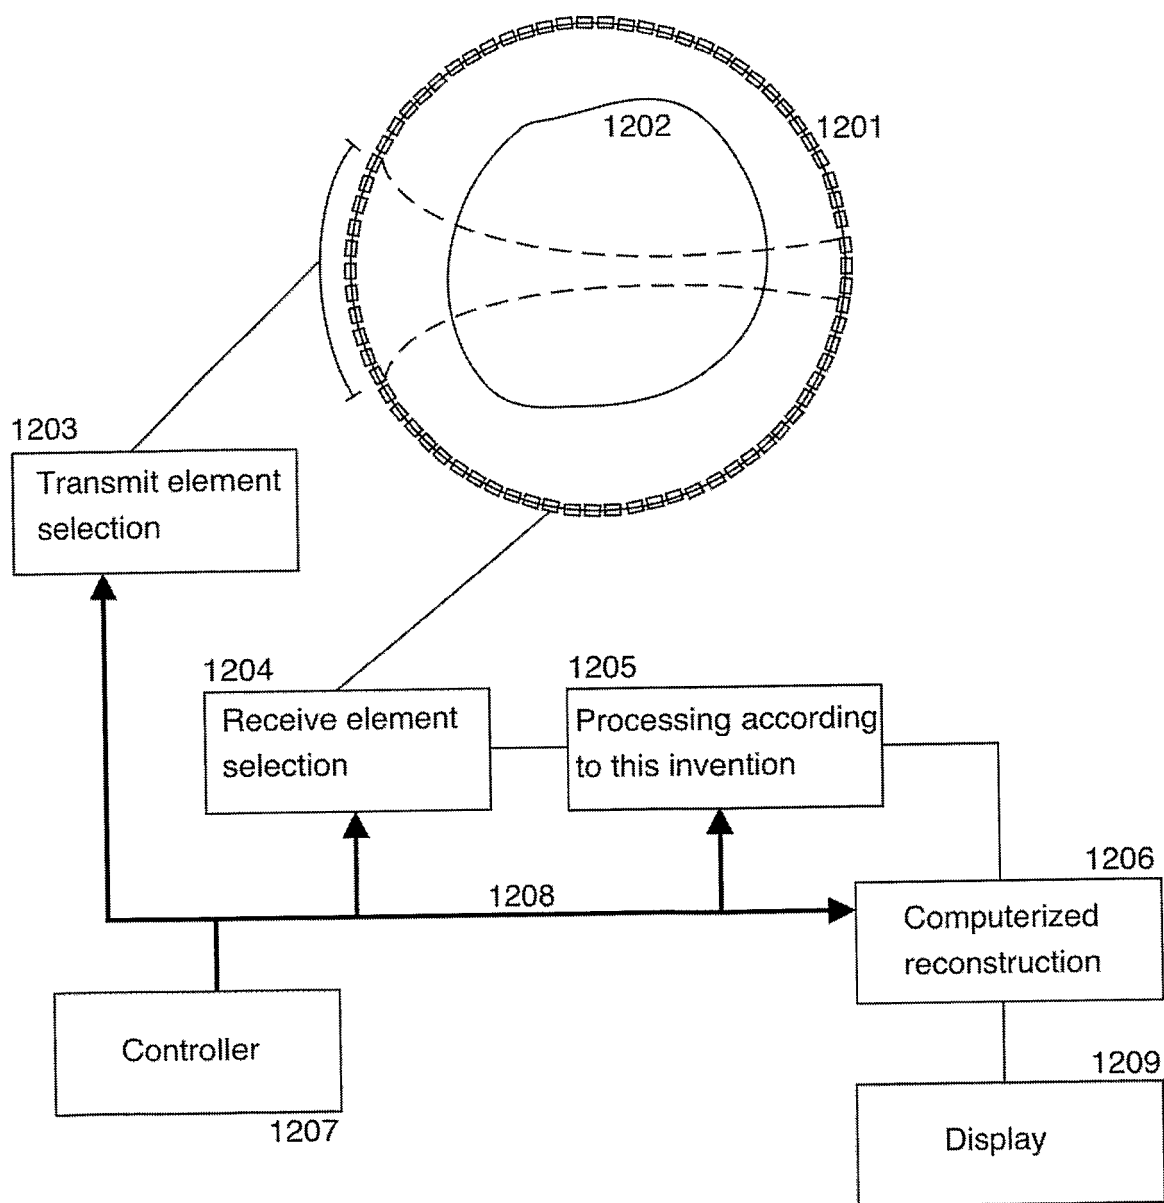 1202
1201
1203
Transmit element
selection
1204
Receive element
selection
1205
Processing according
to this invention
1206
Computerized
reconstruction
1208
Controller
1207
1209
Display